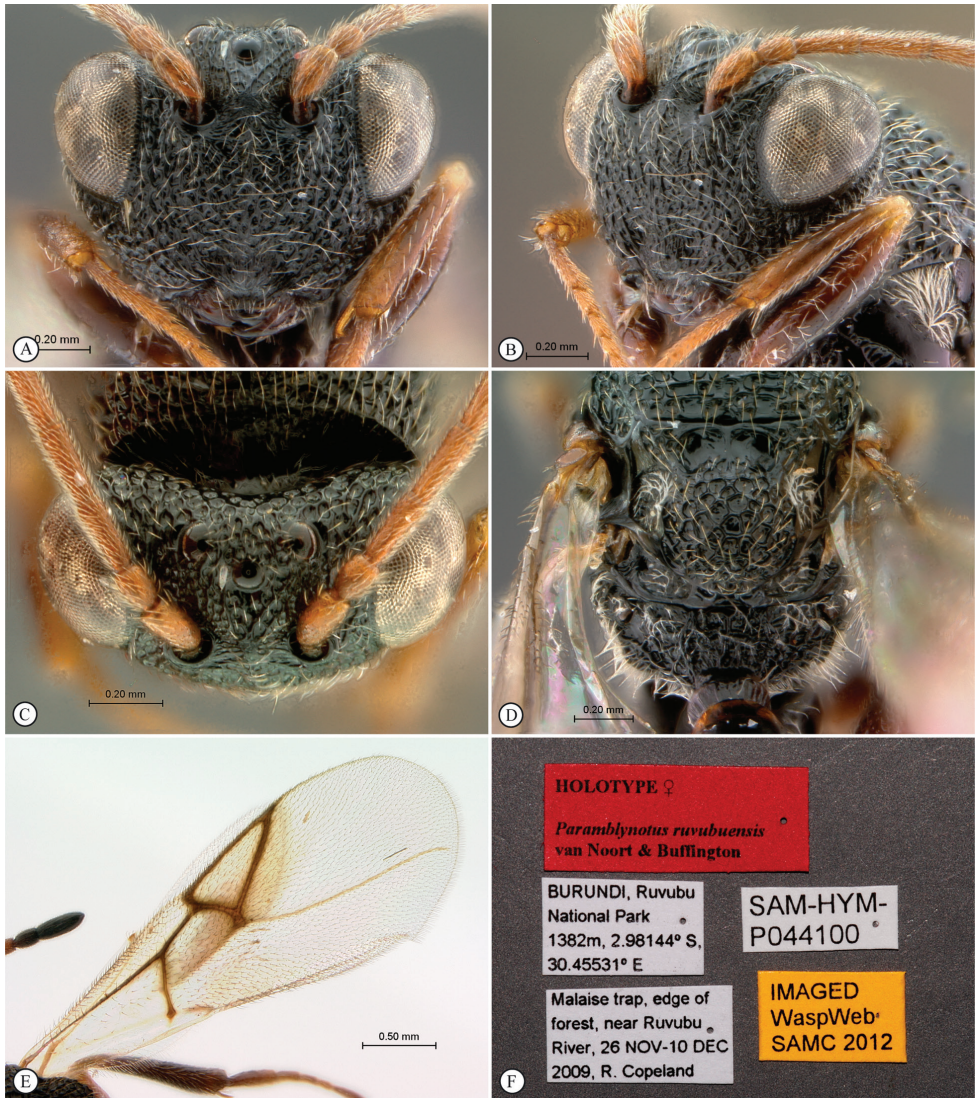 A
0.20 mm
B
0.20 mm
C
0.20 mm
D
0.20 mm
E
0.50 mm
HOLOTYPE ♀
Paramblynotus ruvubuensis
van Noort & Buffington
BURUNDI, Ruvubu
National Park
1382m, 2.98144º S,
30.45531º E
SAM-HYM-
P044100
Malaise trap, edge of
forest, near Ruvubu
River, 26 NOV-10 DEC
2009, R. Copeland
IMAGED
WaspWeb
SAMC 2012
F